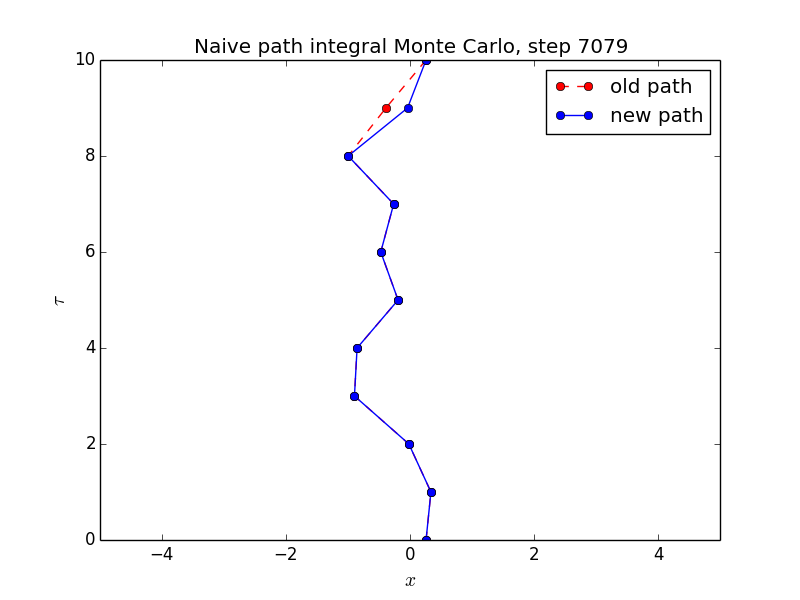 Naive path integral Monte Carlo, step 7079
old path
new path
10
8
6
4
2
0
τ
−4 −2 0 2 4
x